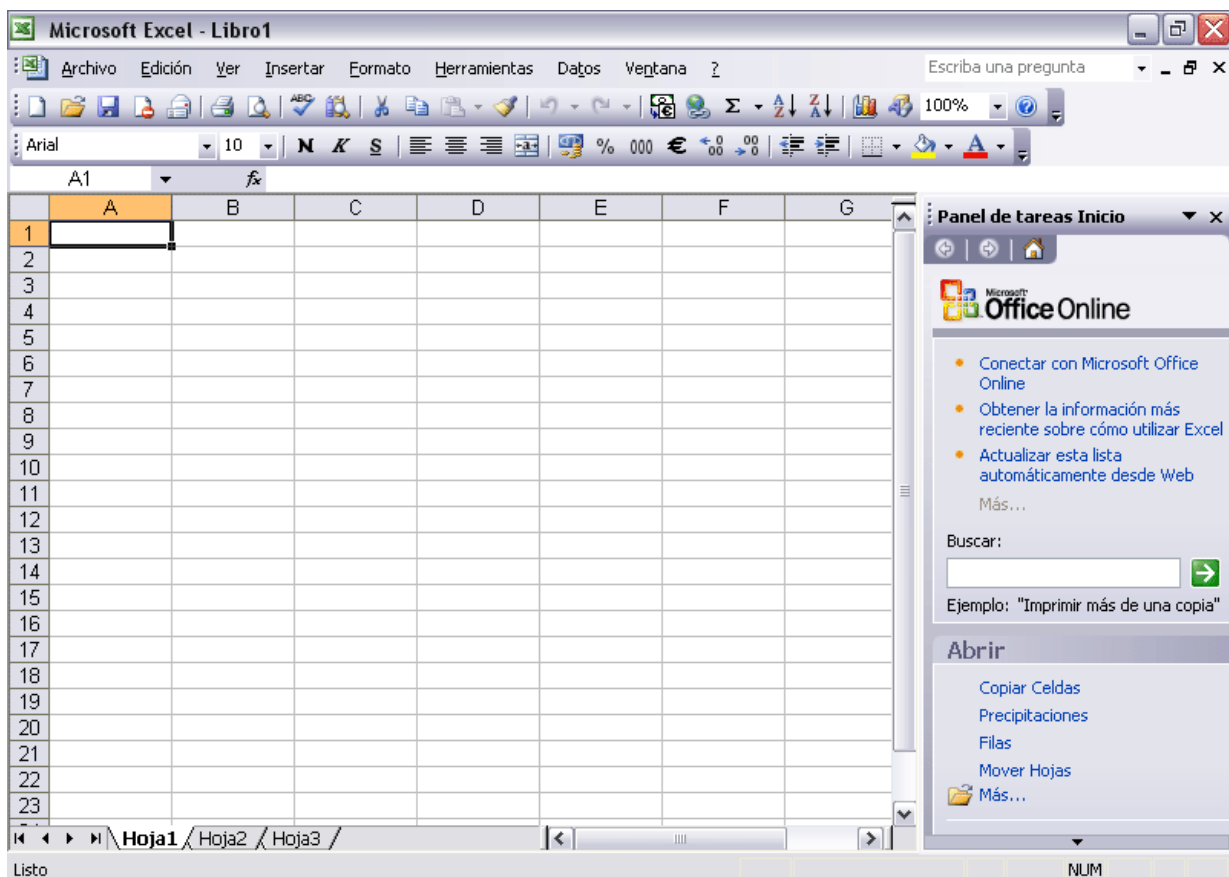 Microsoft Excel - Libro1
Archivo Edición Ver Insertar Formato Herramientas Datos Ventana ? Escriba una pregunta
ABC Σ A Z Z A 100% ?
Arial 10 N K S a % 000 € A
A1 fx
A B C D E F G
Panel de tareas Inicio
1
2
3
4
5
6
7
8
9
10
11
12
13
14
15
16
17
18
19
20
21
22
23
Microsoft
Office Online
Conectar con Microsoft Office
Online
Obtener la información más
reciente sobre cómo utilizar Excel
Actualizar esta lista
automáticamente desde Web
Más...
Buscar:
Ejemplo: "Imprimir más de una copia"
Abrir
Copiar Celdas
Precipitaciones
Filas
Mover Hojas
Más...
Hoja1 Hoja2 Hoja3
Listo NUM